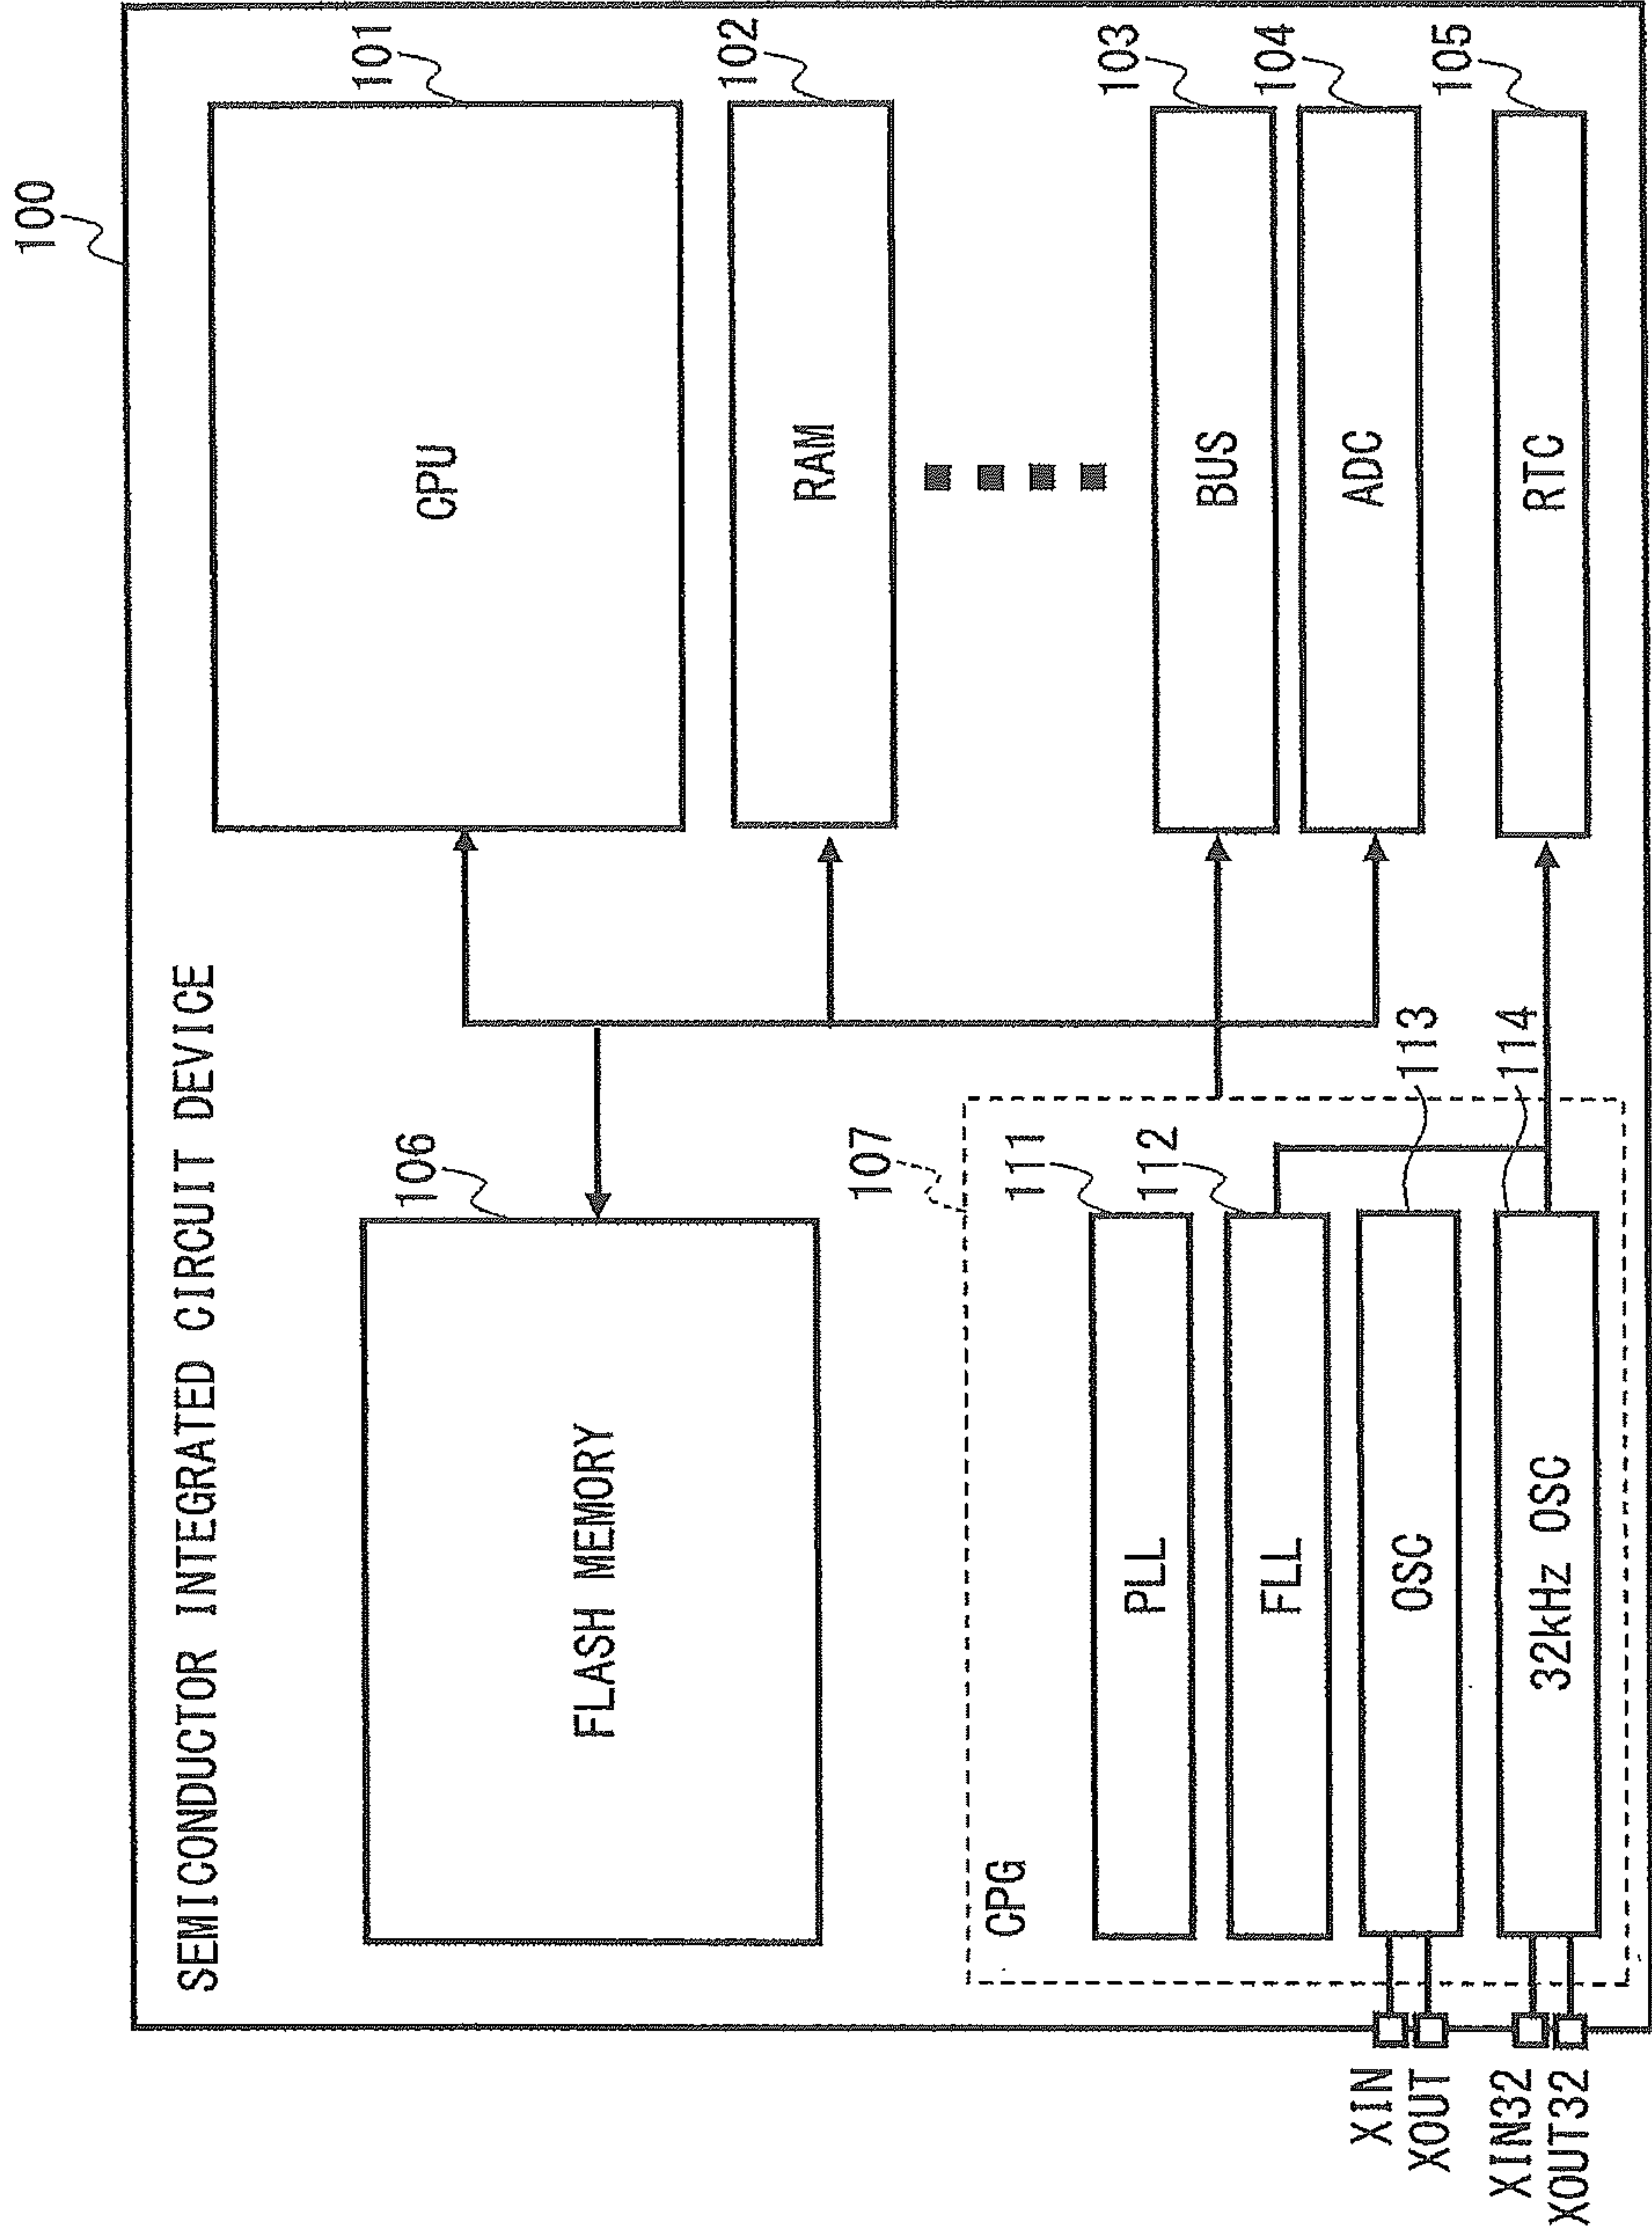 100
SEMICONDUCTOR INTEGRATED CIRCUIT DEVICE
101
CPU
106
FLASH MEMORY
102
RAM
107
CPG
111
PLL
112
FLL
113
OSC
114
32kHz OSC
103
BUS
104
ADC
105
RTC
XIN
XOUT
XIN32
XOUT32